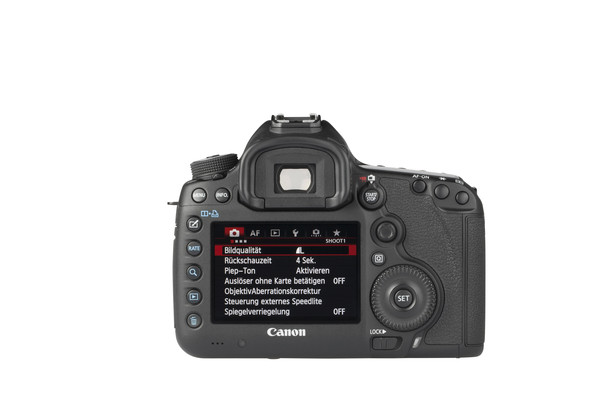 AF-ON
START/
STOP
MENU
INFO.
AF
SHOOT1
Bildqualität L
RATE
Rückschauzeit 4 Sek.
Piep-Ton Aktivieren
Auslöser ohne Karte betätigen OFF
ObjektivAberrationskorrektur
Steuerung externes Speedlite
Spiegelverriegelung OFF
SET
Canon
LOCK